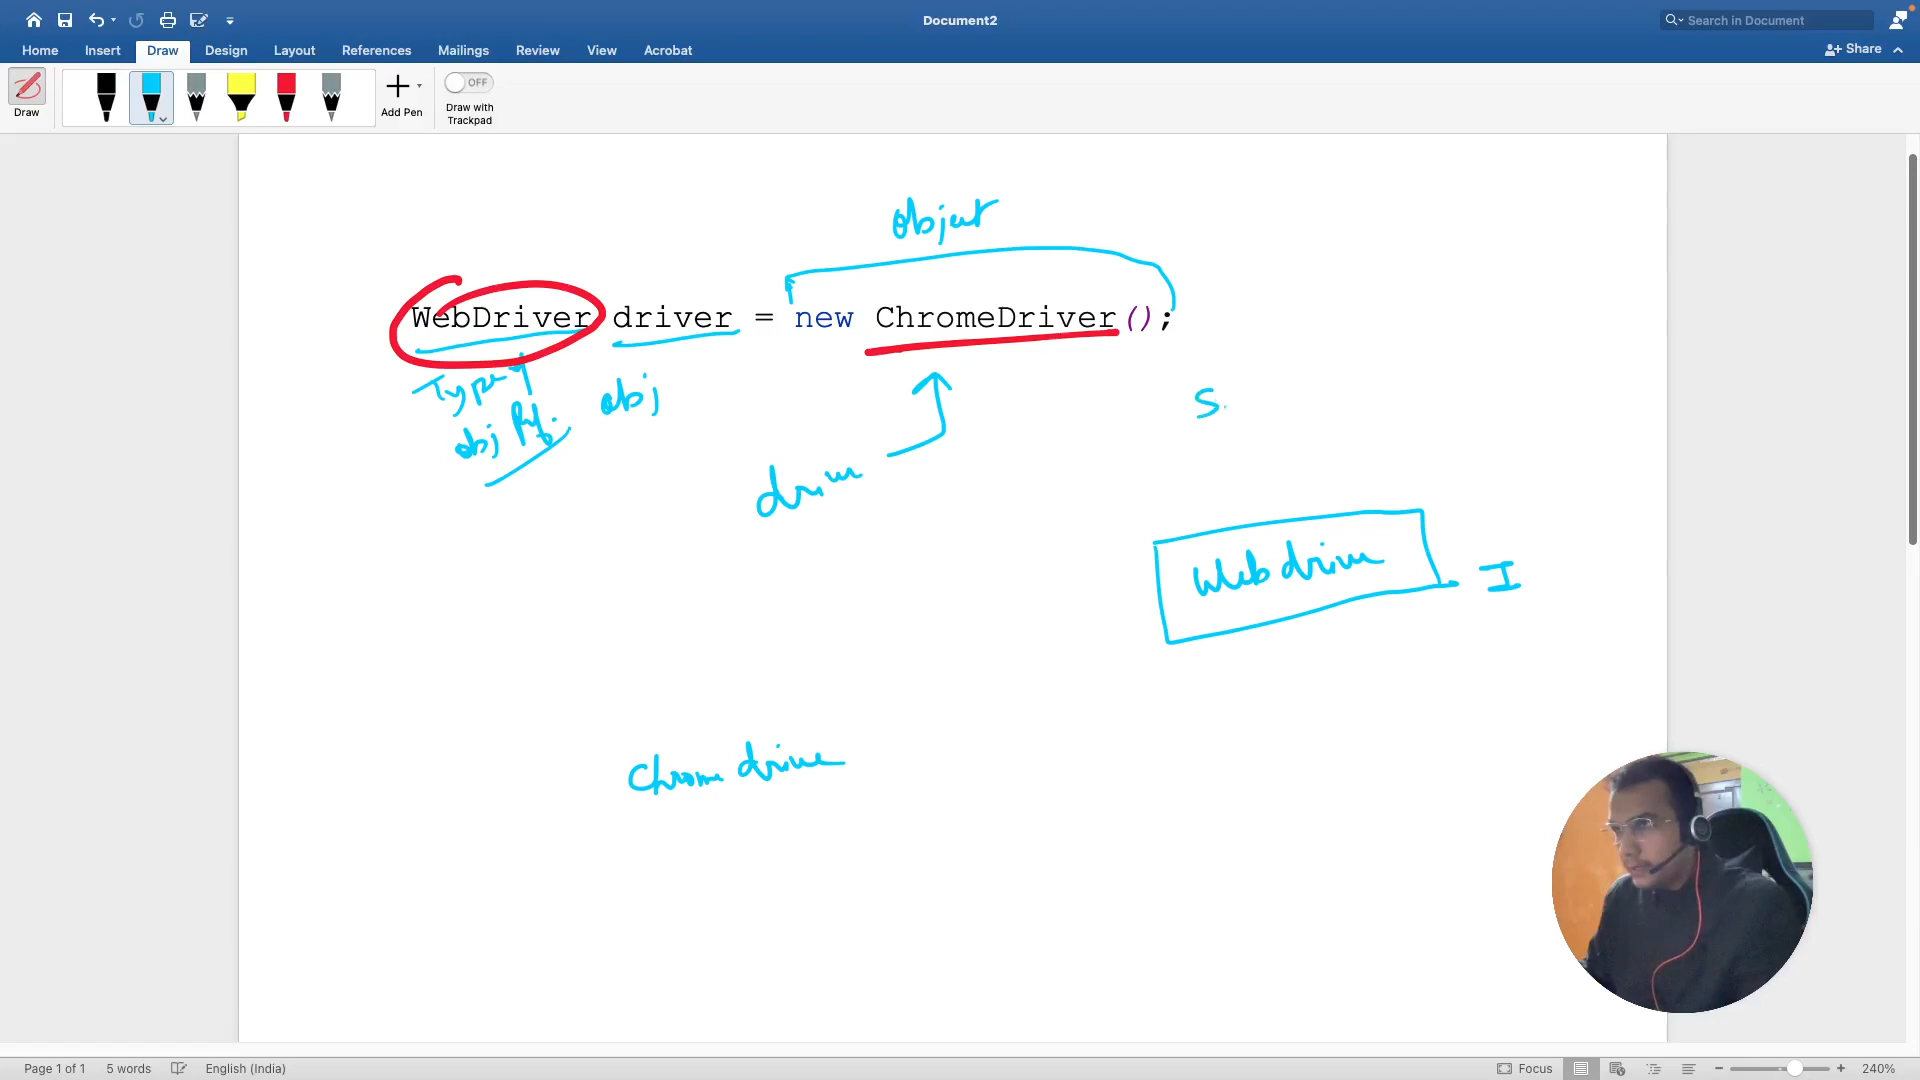 Document2
Search in Document
Home Insert Draw Design Layout References Mailings Review View Acrobat
Share
Draw
Add Pen
OFF
Draw with
Trackpad
Object
WebDriver driver = new ChromeDriver();
Type
obj
S
obj Ref.
driver
Webdriver
I
Chrome driver
Page 1 of 1 5 words English (India)
Focus
240%